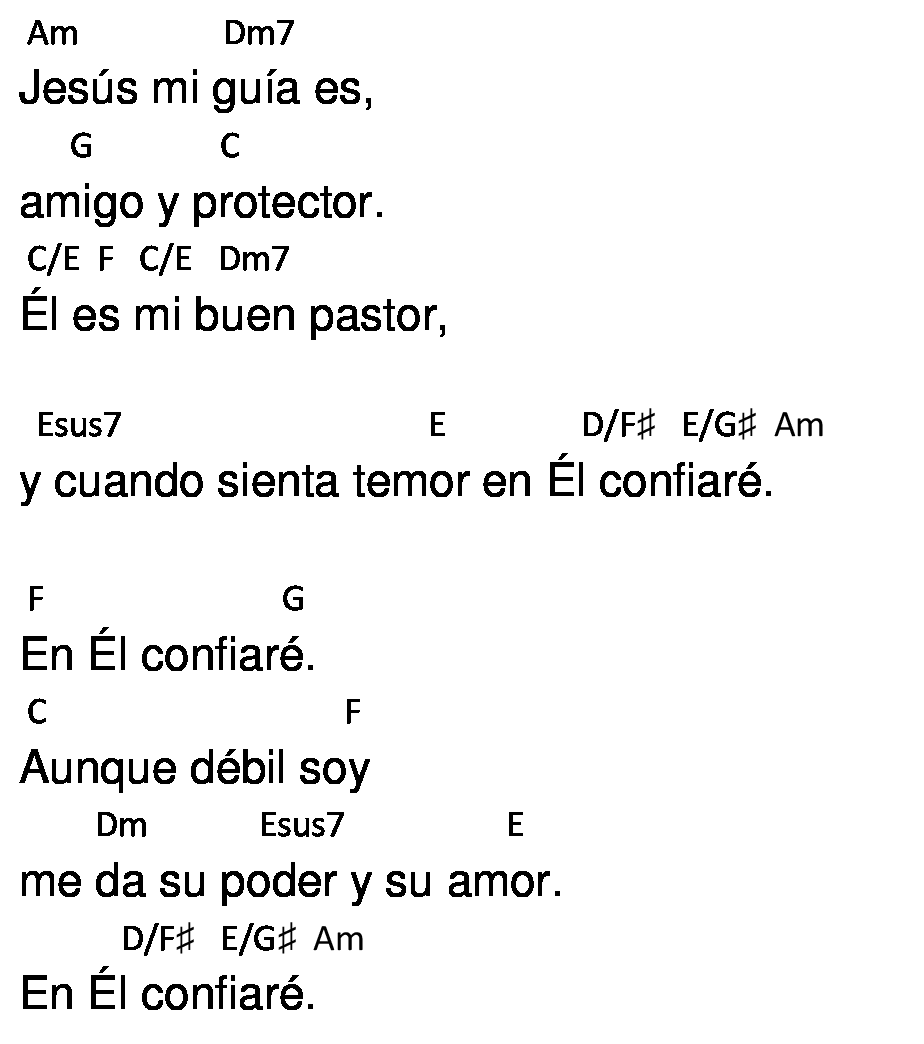 Am Dm7
Jesús mi guía es,
G C
amigo y protector.
C/E F C/E Dm7
Él es mi buen pastor,
Esus7 E D/F♯ E/G♯ Am
y cuando sienta temor en Él confiaré.
F G
En Él confiaré.
C F
Aunque débil soy
Dm Esus7 E
me da su poder y su amor.
D/F♯ E/G♯ Am
En Él confiaré.